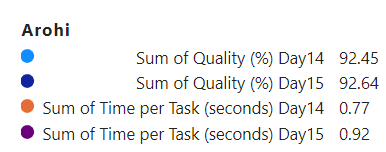 Arohi
Sum of Quality (%) Day14 92.45
Sum of Quality (%) Day15 92.64
Sum of Time per Task (seconds) Day14 0.77
Sum of Time per Task (seconds) Day15 0.92